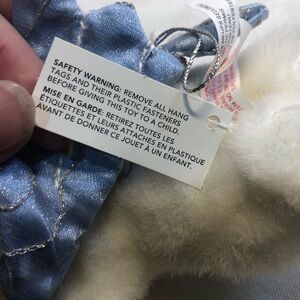 SAFETY WARNING: REMOVE ALL HANG
TAGS AND THEIR PLASTIC FASTENERS
BEFORE GIVING THIS TOY TO A CHILD.
MISE EN GARDE: RETIREZ TOUTES LES
ÉTIQUETTES ET LEURS ATTACHES EN PLASTIQUE
AVANT DE DONNER CE JOUET À UN ENFANT.